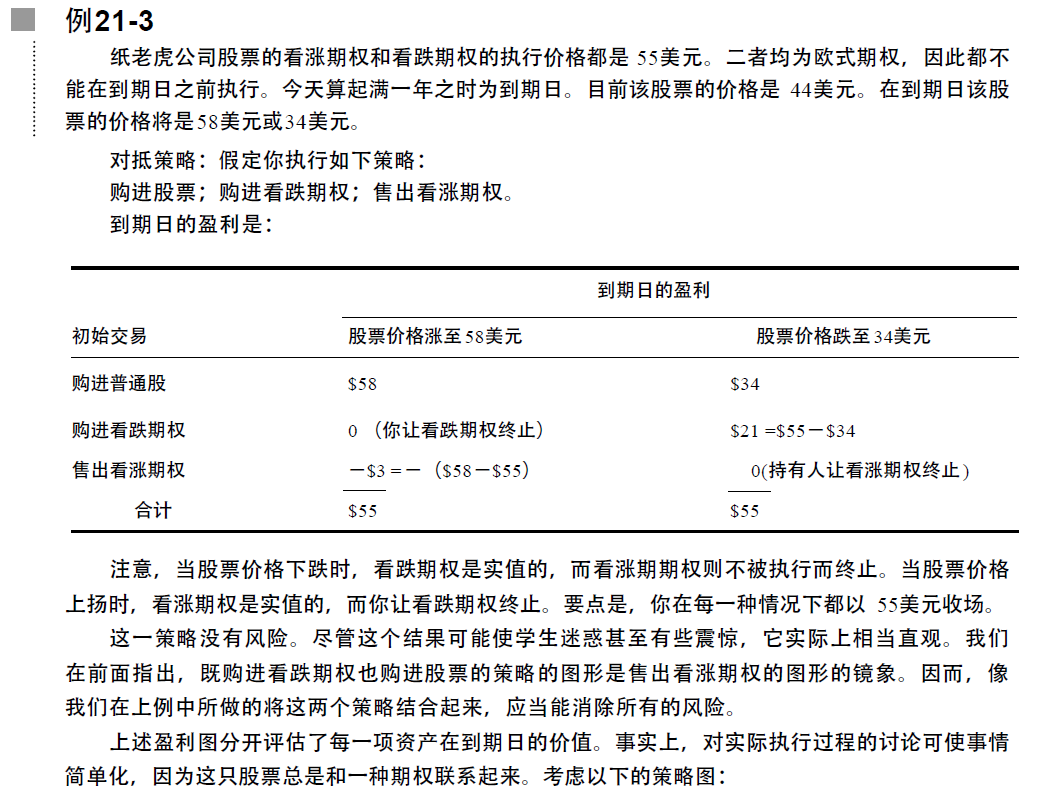 例21-3
纸老虎公司股票的看涨期权和看跌期权的执行价格都是 55美元。二者均为欧式期权，因此都不
能在到期日之前执行。今天算起满一年之时为到期日。目前该股票的价格是 44美元。在到期日该股
票的价格将是58美元或34美元。
对抵策略：假定你执行如下策略：
购进股票；购进看跌期权；售出看涨期权。
到期日的盈利是：
到期日的盈利
初始交易 股票价格涨至58美元 股票价格跌至34美元
购进普通股 $58 $34
购进看跌期权 0 （你让看跌期权终止） $21 =$55－$34
售出看涨期权 －$3 =－（$58－$55） 0(持有人让看涨期权终止)
合计 $55 $55
注意，当股票价格下跌时，看跌期权是实值的，而看涨期期权则不被执行而终止。当股票价格
上扬时，看涨期权是实值的，而你让看跌期权终止。要点是，你在每一种情况下都以 55美元收场。
这一策略没有风险。尽管这个结果可能使学生迷惑甚至有些震惊，它实际上相当直观。我们
在前面指出，既购进看跌期权也购进股票的策略的图形是售出看涨期权的图形的镜象。因而，像
我们在上例中所做的将这两个策略结合起来，应当能消除所有的风险。
上述盈利图分开评估了每一项资产在到期日的价值。事实上，对实际执行过程的讨论可使事情
简单化，因为这只股票总是和一种期权联系起来。考虑以下的策略图：